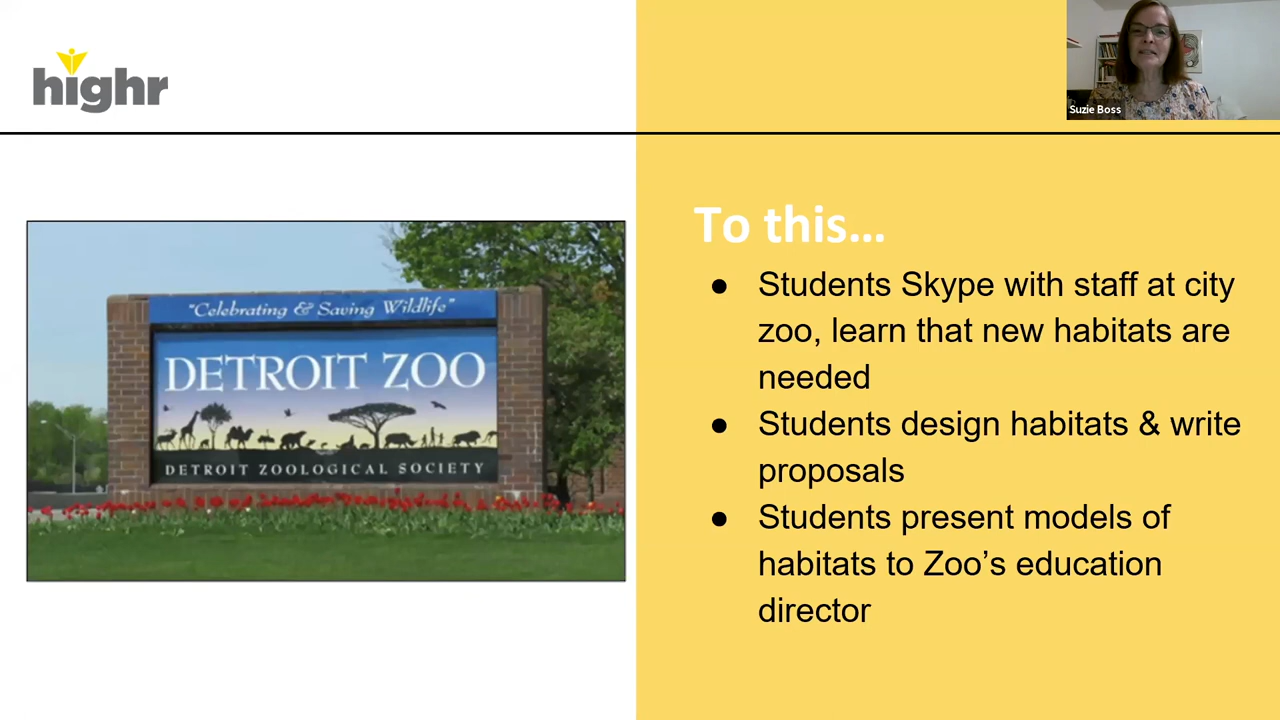 highr
Suzie Boss
"Celebrating & Saving Wildlife"
DETROIT ZOO
DETROIT ZOOLOGICAL SOCIETY
To this…
● Students Skype with staff at city
zoo, learn that new habitats are
needed
● Students design habitats & write
proposals
● Students present models of
habitats to Zoo’s education
director